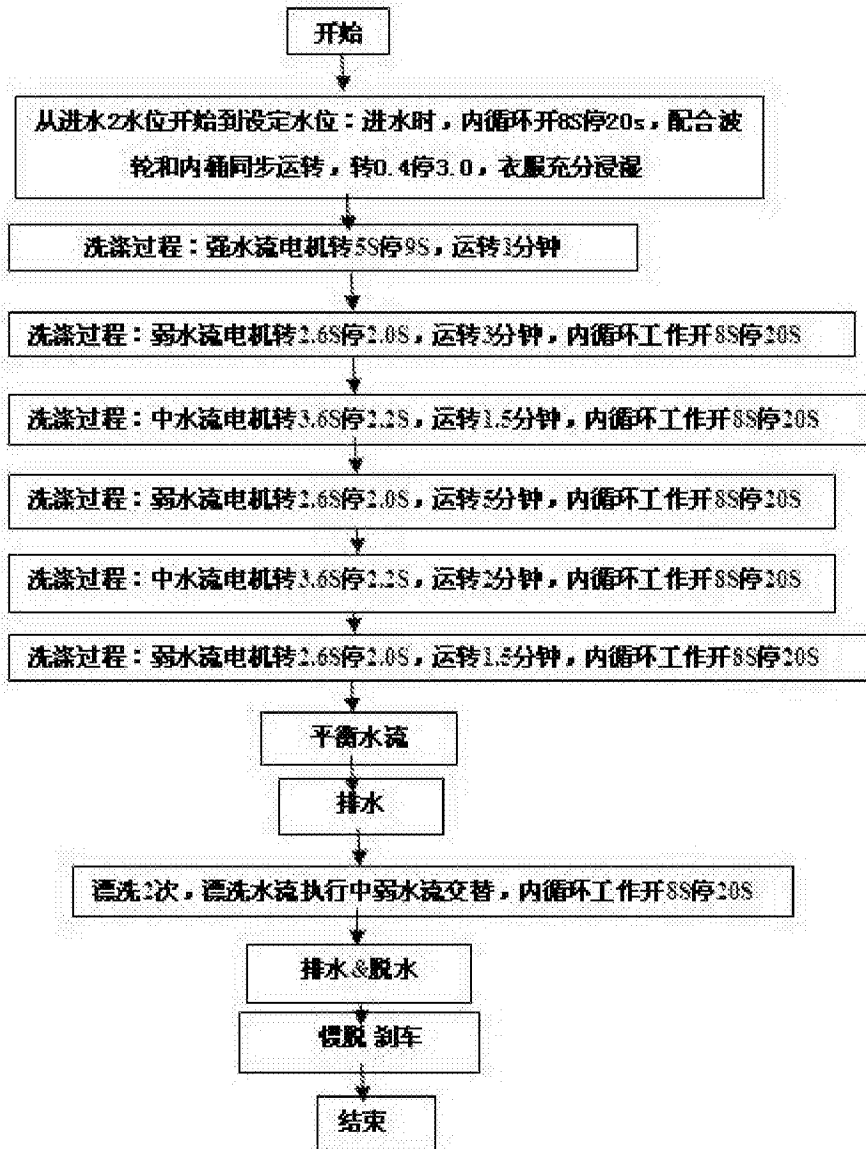 开始
从进水2水位开始到设定水位：进水时，内循环开8S停20s，配合波
轮和内桶同步运转，转0.4停3.0，衣服充分浸湿
洗涤过程：强水流电机转5S停9S，运转1分钟
洗涤过程：弱水流电机转2.6S停2.0S，运转3分钟，内循环工作开8S停20S
洗涤过程：中水流电机转3.6S停2.2S，运转1.5分钟，内循环工作开8S停20S
洗涤过程：弱水流电机转2.6S停2.0S，运转5分钟，内循环工作开8S停20S
洗涤过程：中水流电机转3.6S停2.2S，运转2分钟，内循环工作开8S停20S
洗涤过程：弱水流电机转2.6S停2.0S，运转1.5分钟，内循环工作开8S停20S
平衡水流
排水
漂洗2次，漂洗水流执行中弱水流交替，内循环工作开8S停20S
排水&脱水
惯脱 刹车
结束